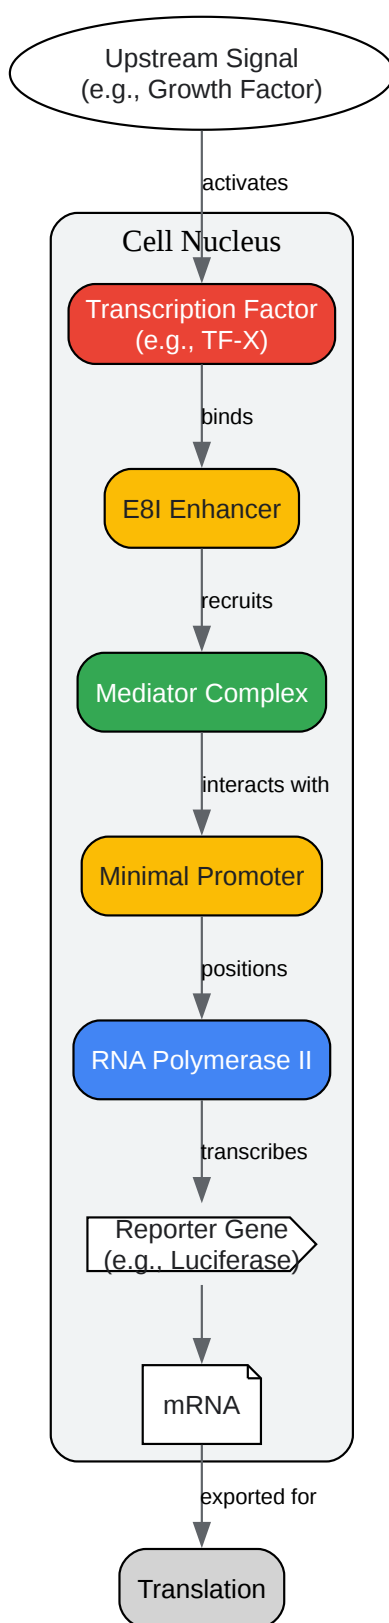 Upstream Signal
(e.g., Growth Factor)
activates
Cell Nucleus
Transcription Factor
(e.g., TF-X)
binds
E8I Enhancer
recruits
Mediator Complex
interacts with
Minimal Promoter
positions
RNA Polymerase II
transcribes
Reporter Gene
(e.g., Luciferase)
mRNA
exported for
Translation